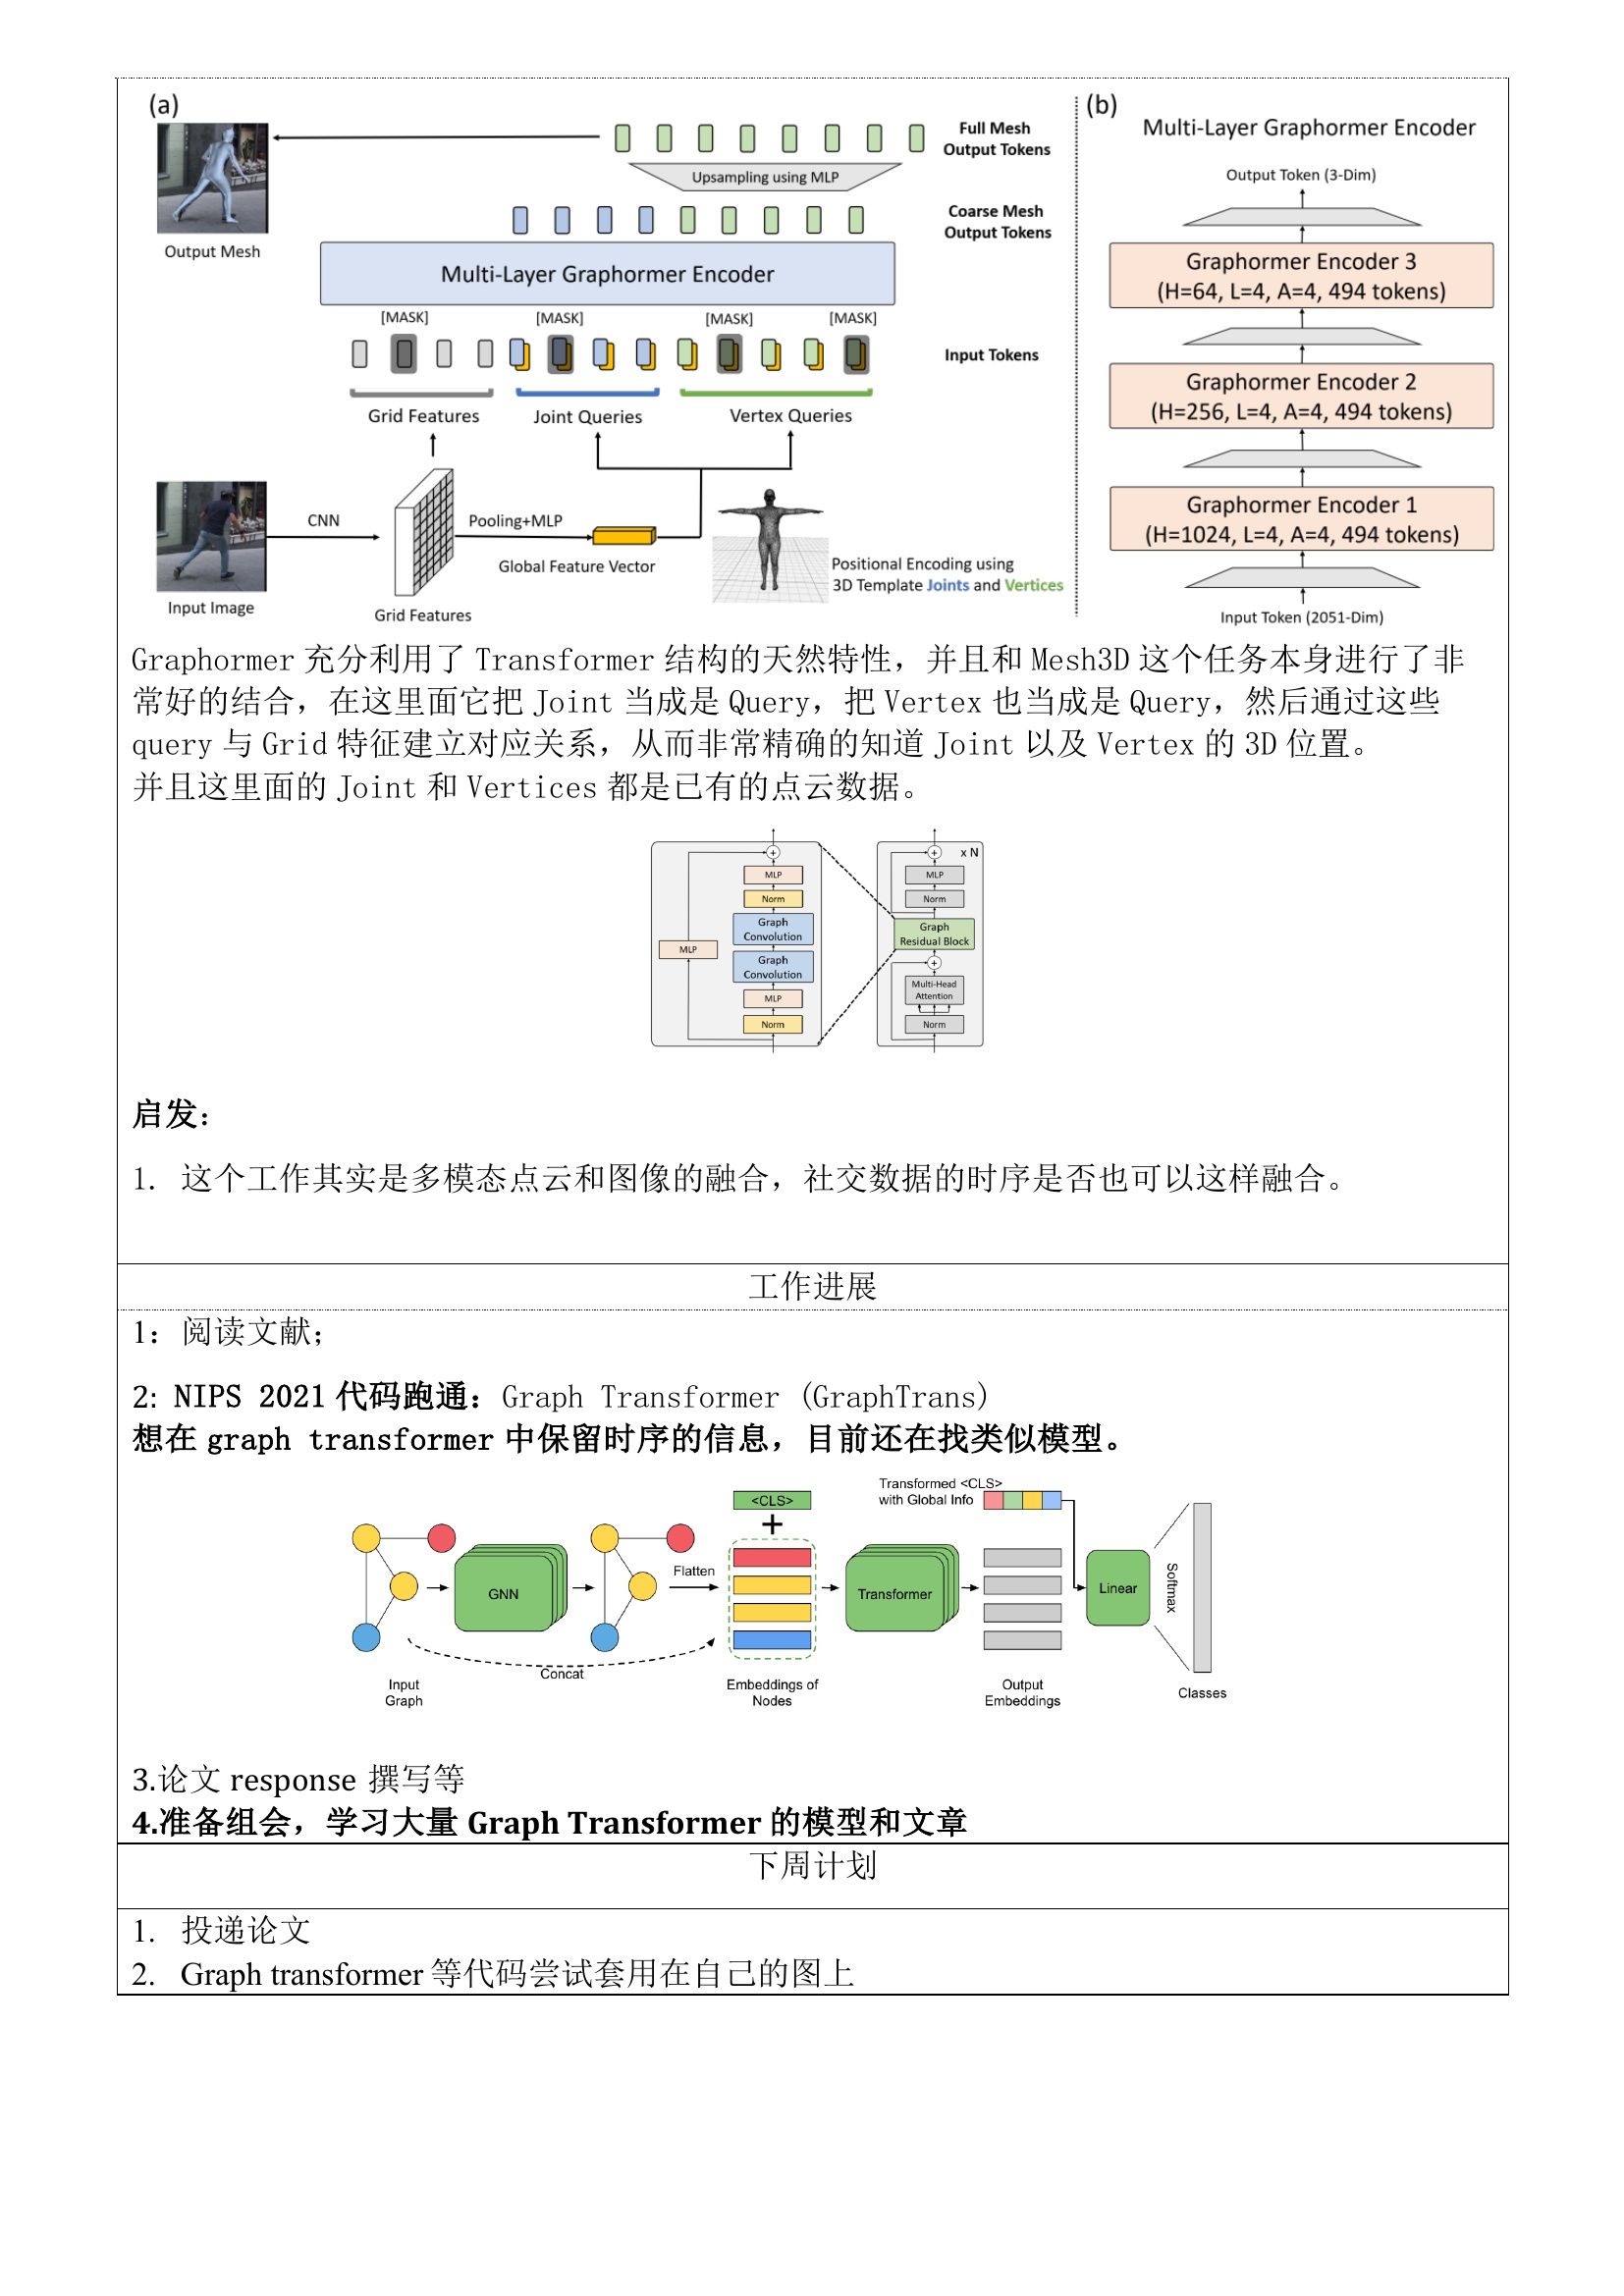 (a)
Full Mesh
Output Tokens
Upsampling using MLP
Coarse Mesh
Output Tokens
Output Mesh
Multi-Layer Graphormer Encoder
[MASK] [MASK] [MASK] [MASK]
Input Tokens
Grid Features Joint Queries Vertex Queries
CNN
Pooling+MLP
Global Feature Vector
Positional Encoding using
3D Template Joints and Vertices
Input Image
Grid Features
(b)
Multi-Layer Graphormer Encoder
Output Token (3-Dim)
Graphormer Encoder 3
(H=64, L=4, A=4, 494 tokens)
Graphormer Encoder 2
(H=256, L=4, A=4, 494 tokens)
Graphormer Encoder 1
(H=1024, L=4, A=4, 494 tokens)
Input Token (2051-Dim)
Graphormer 充分利用了 Transformer 结构的天然特性，并且和 Mesh3D 这个任务本身进行了非
常好的结合，在这里面它把 Joint 当成是 Query，把 Vertex 也当成是 Query，然后通过这些
query 与 Grid 特征建立对应关系，从而非常精确的知道 Joint 以及 Vertex 的 3D 位置。
并且这里面的 Joint 和 Vertices 都是已有的点云数据。
+
MLP
Norm
Graph
Convolution
MLP
Graph
Convolution
MLP
Norm
+ x N
MLP
Norm
Graph
Residual Block
+
Multi-Head
Attention
Norm
启发：
1. 这个工作其实是多模态点云和图像的融合，社交数据的时序是否也可以这样融合。
工作进展
1：阅读文献；
2: NIPS 2021 代码跑通：Graph Transformer (GraphTrans)
想在 graph transformer 中保留时序的信息，目前还在找类似模型。
Transformed <CLS>
with Global Info
<CLS>
+
GNN
Flatten
Transformer
Linear
Softmax
Concat
Input
Graph
Embeddings of
Nodes
Output
Embeddings
Classes
3.论文 response 撰写等
4.准备组会，学习大量 Graph Transformer 的模型和文章
下周计划
1. 投递论文
2. Graph transformer 等代码尝试套用在自己的图上